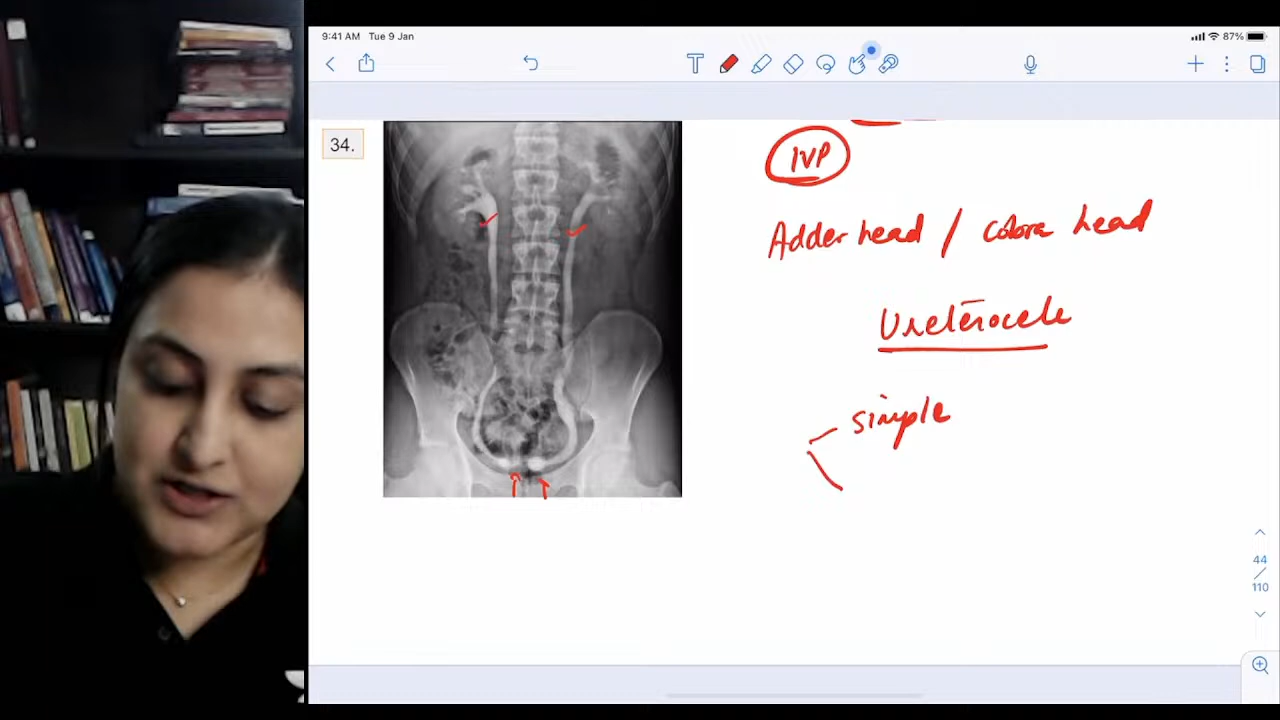 9:41 AM Tue 9 Jan
87%
T
34.
IVP
Adder head / cobra head
Ureterocele
simple
44
110